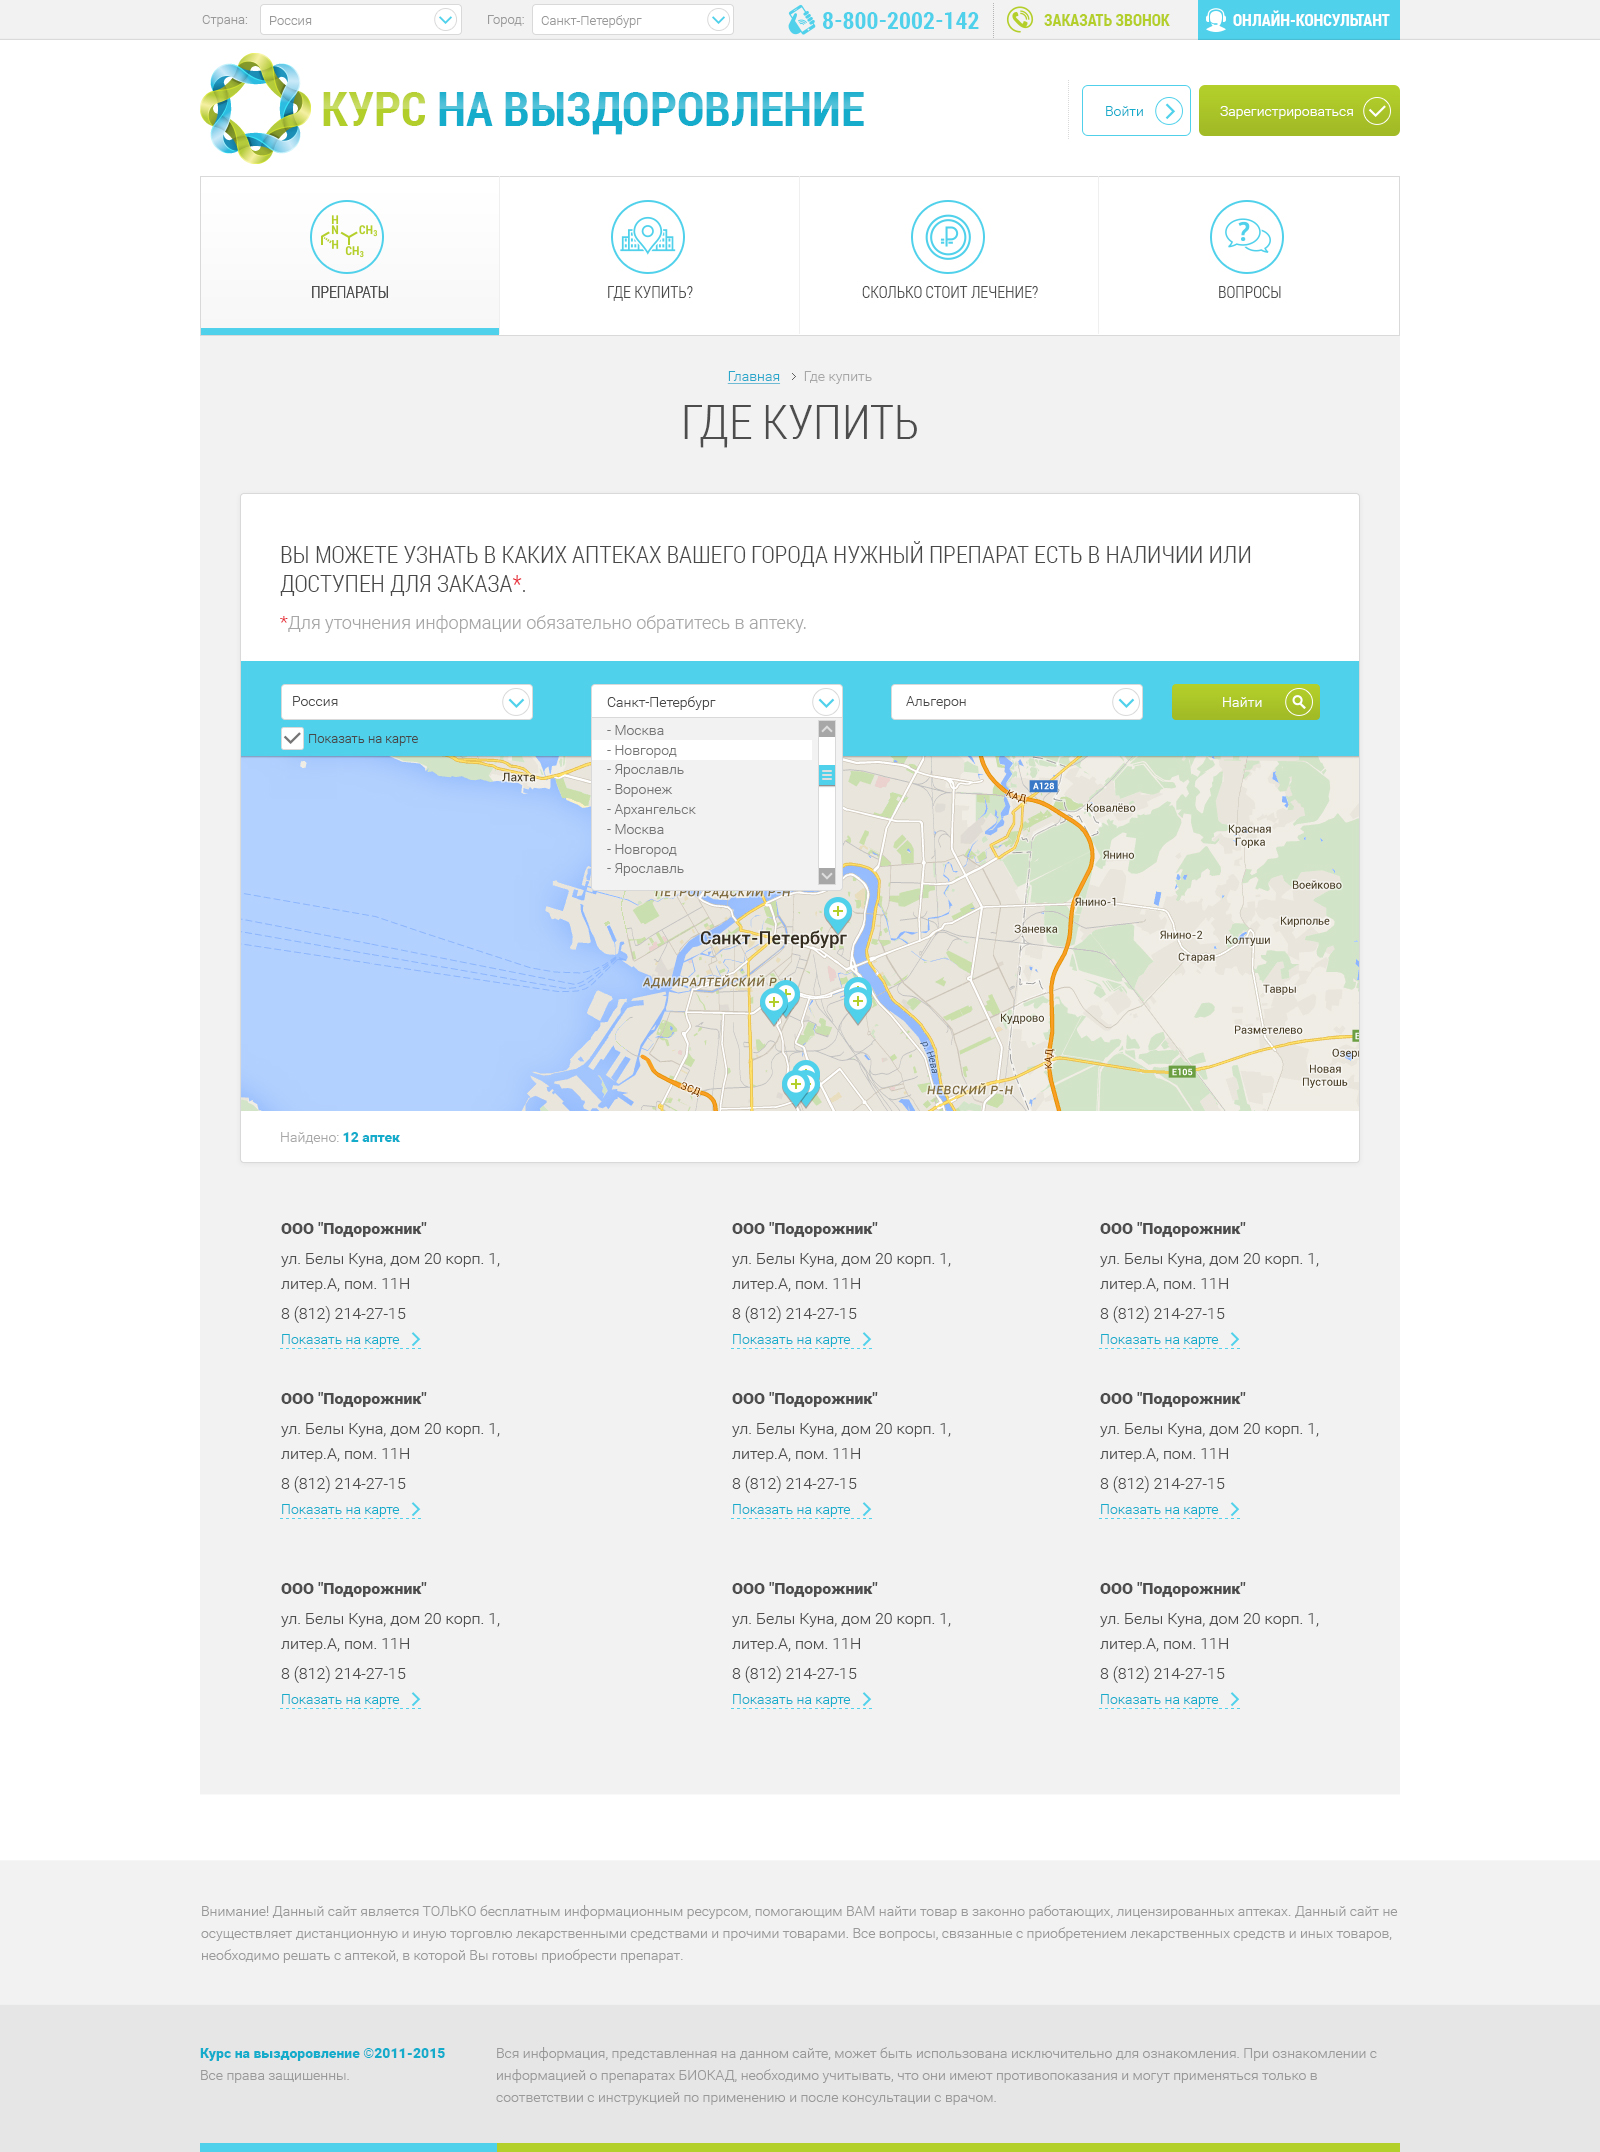 Страна:
Россия
Город:
Санкт-Петербург
8-800-2002-142
ЗАКАЗАТЬ ЗВОНОК
ОНЛАЙН-КОНСУЛЬТАНТ
КУРС НА ВЫЗДОРОВЛЕНИЕ
Войти
Зарегистрироваться
H
N
H
CH3
CH3
ПРЕПАРАТЫ
ГДЕ КУПИТЬ?
СКОЛЬКО СТОИТ ЛЕЧЕНИЕ?
ВОПРОСЫ
Главная
Где купить
ГДЕ КУПИТЬ
ВЫ МОЖЕТЕ УЗНАТЬ В КАКИХ АПТЕКАХ ВАШЕГО ГОРОДА НУЖНЫЙ ПРЕПАРАТ ЕСТЬ В НАЛИЧИИ ИЛИ
ДОСТУПЕН ДЛЯ ЗАКАЗА*.
*Для уточнения информации обязательно обратитесь в аптеку.
Россия
Санкт-Петербург
Альгерон
Найти
Показать на карте
- Москва
- Новгород
- Ярославль
- Воронеж
- Архангельск
- Москва
- Новгород
- Ярославль
Лахта
КАД
А128
Ковалёво
Красная
Горка
Янино
Воейково
ПЕТРОГРАДСКИЙ Р-Н
Янино-1
Кирполье
Заневка
Янино-2
Колтуши
Санкт-Петербург
Старая
АДМИРАЛТЕЙСКИЙ Р-Н
Тавры
Кудрово
Разметелево
р. Нева
КАД
Озер
E105
Новая
Пустошь
ЗСД
НЕВСКИЙ Р-Н
Найдено: 12 аптек
ООО "Подорожник"
ул. Белы Куна, дом 20 корп. 1,
литер.А, пом. 11Н
8 (812) 214-27-15
Показать на карте
ООО "Подорожник"
ул. Белы Куна, дом 20 корп. 1,
литер.А, пом. 11Н
8 (812) 214-27-15
Показать на карте
ООО "Подорожник"
ул. Белы Куна, дом 20 корп. 1,
литер.А, пом. 11Н
8 (812) 214-27-15
Показать на карте
ООО "Подорожник"
ул. Белы Куна, дом 20 корп. 1,
литер.А, пом. 11Н
8 (812) 214-27-15
Показать на карте
ООО "Подорожник"
ул. Белы Куна, дом 20 корп. 1,
литер.А, пом. 11Н
8 (812) 214-27-15
Показать на карте
ООО "Подорожник"
ул. Белы Куна, дом 20 корп. 1,
литер.А, пом. 11Н
8 (812) 214-27-15
Показать на карте
ООО "Подорожник"
ул. Белы Куна, дом 20 корп. 1,
литер.А, пом. 11Н
8 (812) 214-27-15
Показать на карте
ООО "Подорожник"
ул. Белы Куна, дом 20 корп. 1,
литер.А, пом. 11Н
8 (812) 214-27-15
Показать на карте
ООО "Подорожник"
ул. Белы Куна, дом 20 корп. 1,
литер.А, пом. 11Н
8 (812) 214-27-15
Показать на карте
Внимание! Данный сайт является ТОЛЬКО бесплатным информационным ресурсом, помогающим ВАМ найти товар в законно работающих, лицензированных аптеках. Данный сайт не
осуществляет дистанционную и иную торговлю лекарственными средствами и прочими товарами. Все вопросы, связанные с приобретением лекарственных средств и иных товаров,
необходимо решать с аптекой, в которой Вы готовы приобрести препарат.
Курс на выздоровление ©2011-2015
Все права защишенны.
Вся информация, представленная на данном сайте, может быть использована исключительно для ознакомления. При ознакомлении с
информацией о препаратах БИОКАД, необходимо учитывать, что они имеют противопоказания и могут применяться только в
соответствии с инструкцией по применению и после консультации с врачом.